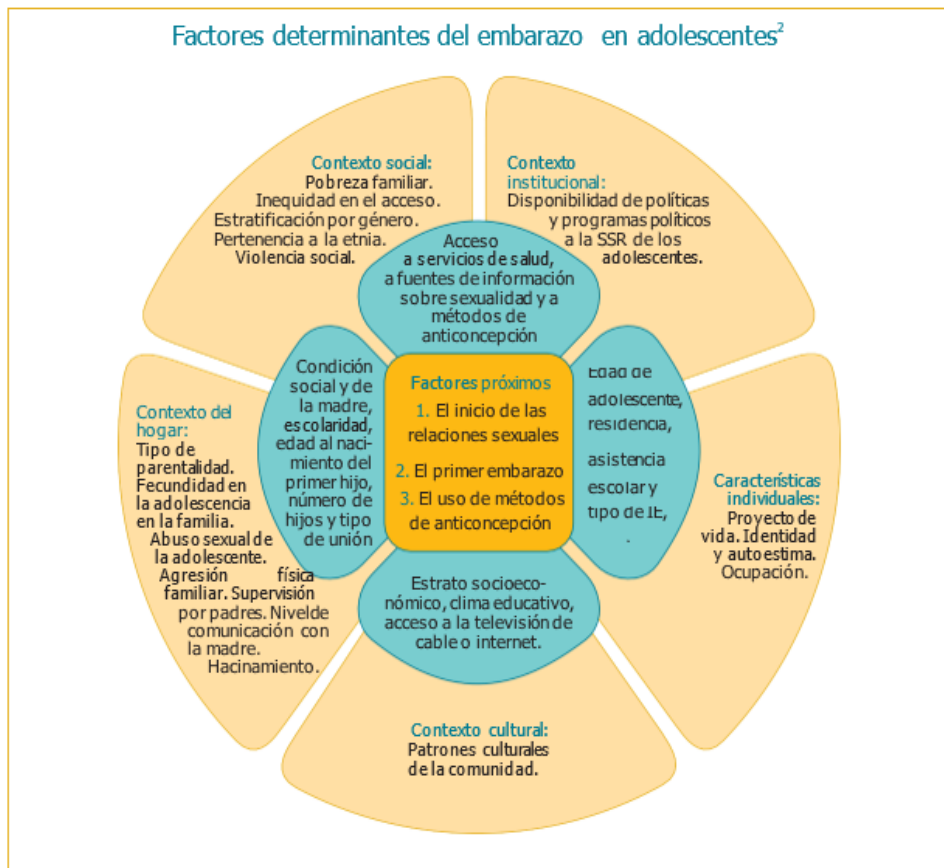 Factores determinantes del embarazo en adolescentes²
Contexto social:
Pobreza familiar.
Inequidad en el acceso.
Estratificación por género.
Pertenencia a la etnia.
Violencia social.
Contexto
institucional:
Disponibilidad de políticas
y programas políticos
a la SSR de los
adolescentes.
Acceso
a servicios de salud,
a fuentes de información
sobre sexualidad y a
métodos de
anticoncepción
Condición
social y de
la madre,
escolaridad,
edad al naci-
miento del
primer hijo,
número de
hijos y tipo
de unión
Factores próximos
1. El inicio de las
relaciones sexuales
2. El primer embarazo
3. El uso de métodos
de anticoncepción
Edad de
adolescente,
residencia,
asistencia
escolar y
tipo de IE,
.
Contexto del
hogar:
Tipo de
parentalidad.
Fecundidad en
la adolescencia
en la familia.
Abuso sexual de
la adolescente.
Agresión física
familiar. Supervisión
por padres. Nivelde
comunicación con
la madre.
Hacinamiento.
Características
individuales:
Proyecto de
vida. Identidad
y autoestima.
Ocupación.
Estrato socioeco-
nómico, clima educativo,
acceso a la televisión de
cable o internet.
Contexto cultural:
Patrones culturales
de la comunidad.